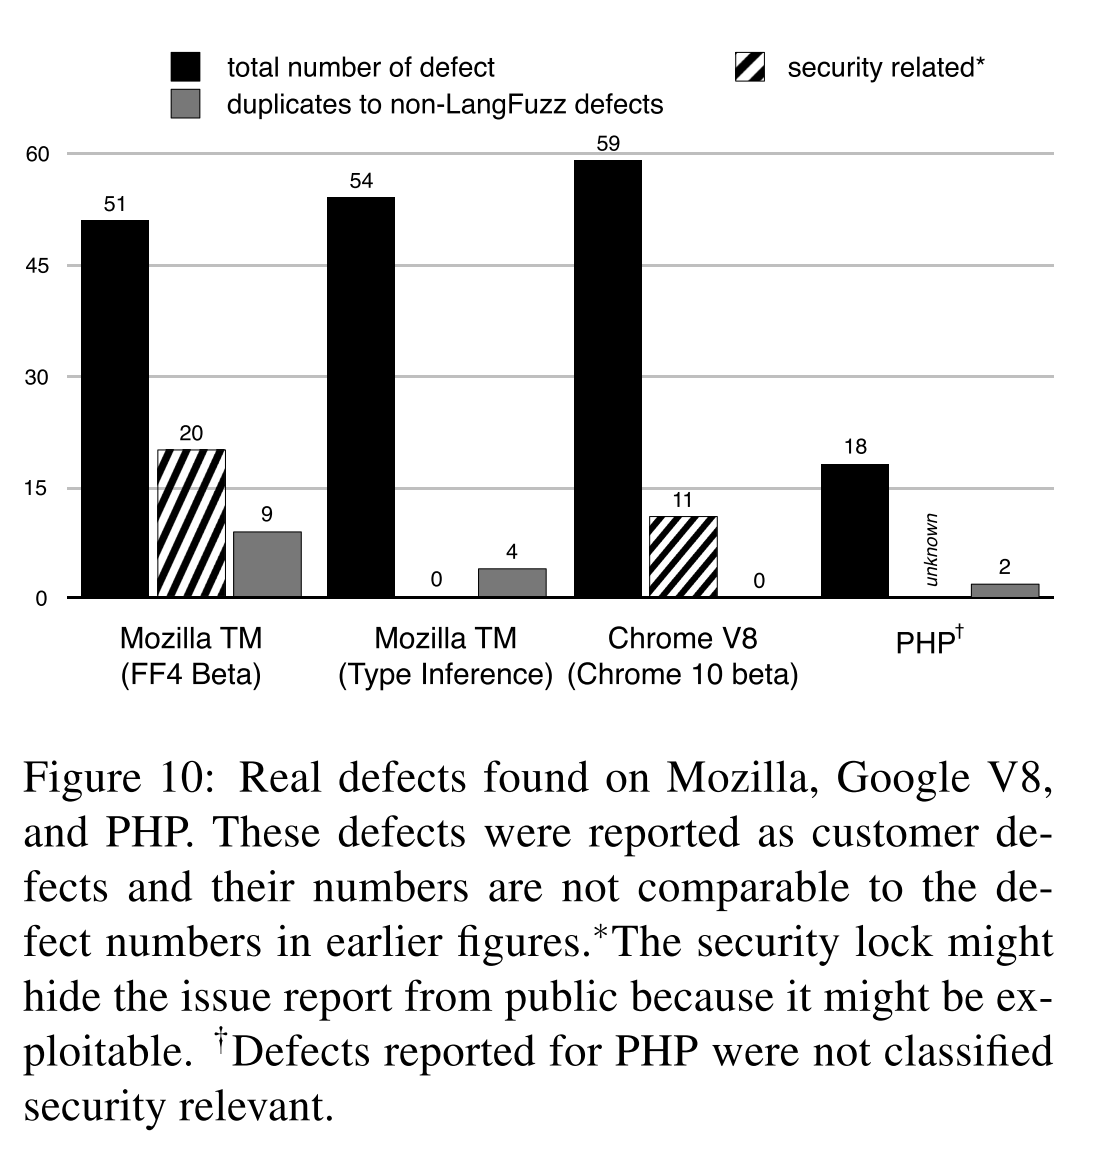 total number of defect
security related*
duplicates to non-LangFuzz defects
60
45
30
15
0
51
20
9
54
0
4
59
11
0
18
unknown
2
Mozilla TM
(FF4 Beta)
Mozilla TM
(Type Inference)
Chrome V8
(Chrome 10 beta)
PHP†
Figure 10: Real defects found on Mozilla, Google V8,
and PHP. These defects were reported as customer de-
fects and their numbers are not comparable to the de-
fect numbers in earlier figures.*The security lock might
hide the issue report from public because it might be ex-
ploitable. †Defects reported for PHP were not classified
security relevant.